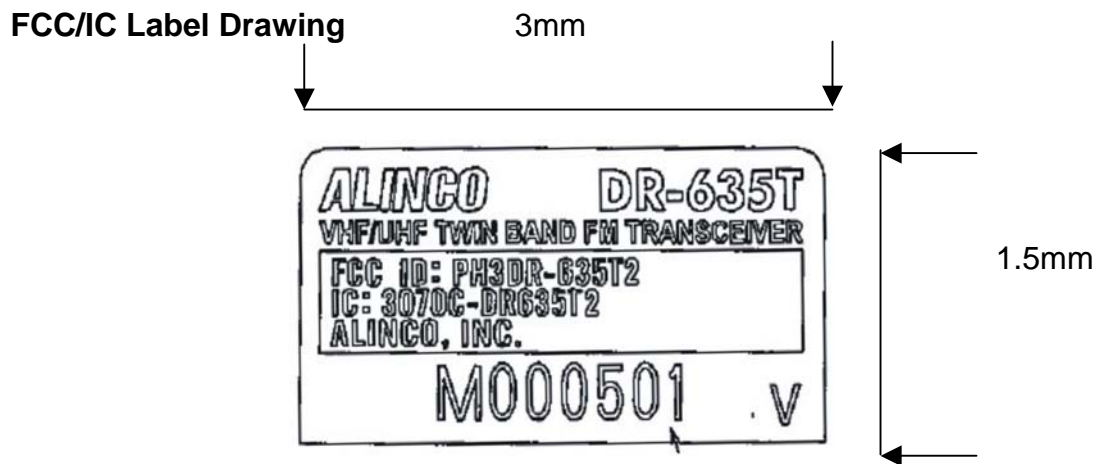 FCC/IC Label Drawing 3mm
ALINCO DR-635T
VHF/UHF TWIN BAND FM TRANSCEIVER
FCC ID: PH3DR-635T2
IC: 3070C-DR635T2
ALINCO, INC.
1.5mm
M000501 V